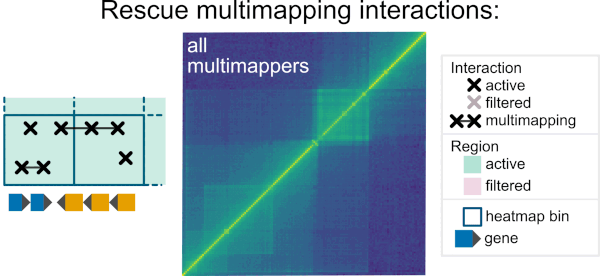 Rescue multimapping interactions:
all
multimappers
Interaction
active
filtered
multimapping
Region
active
filtered
heatmap bin
gene